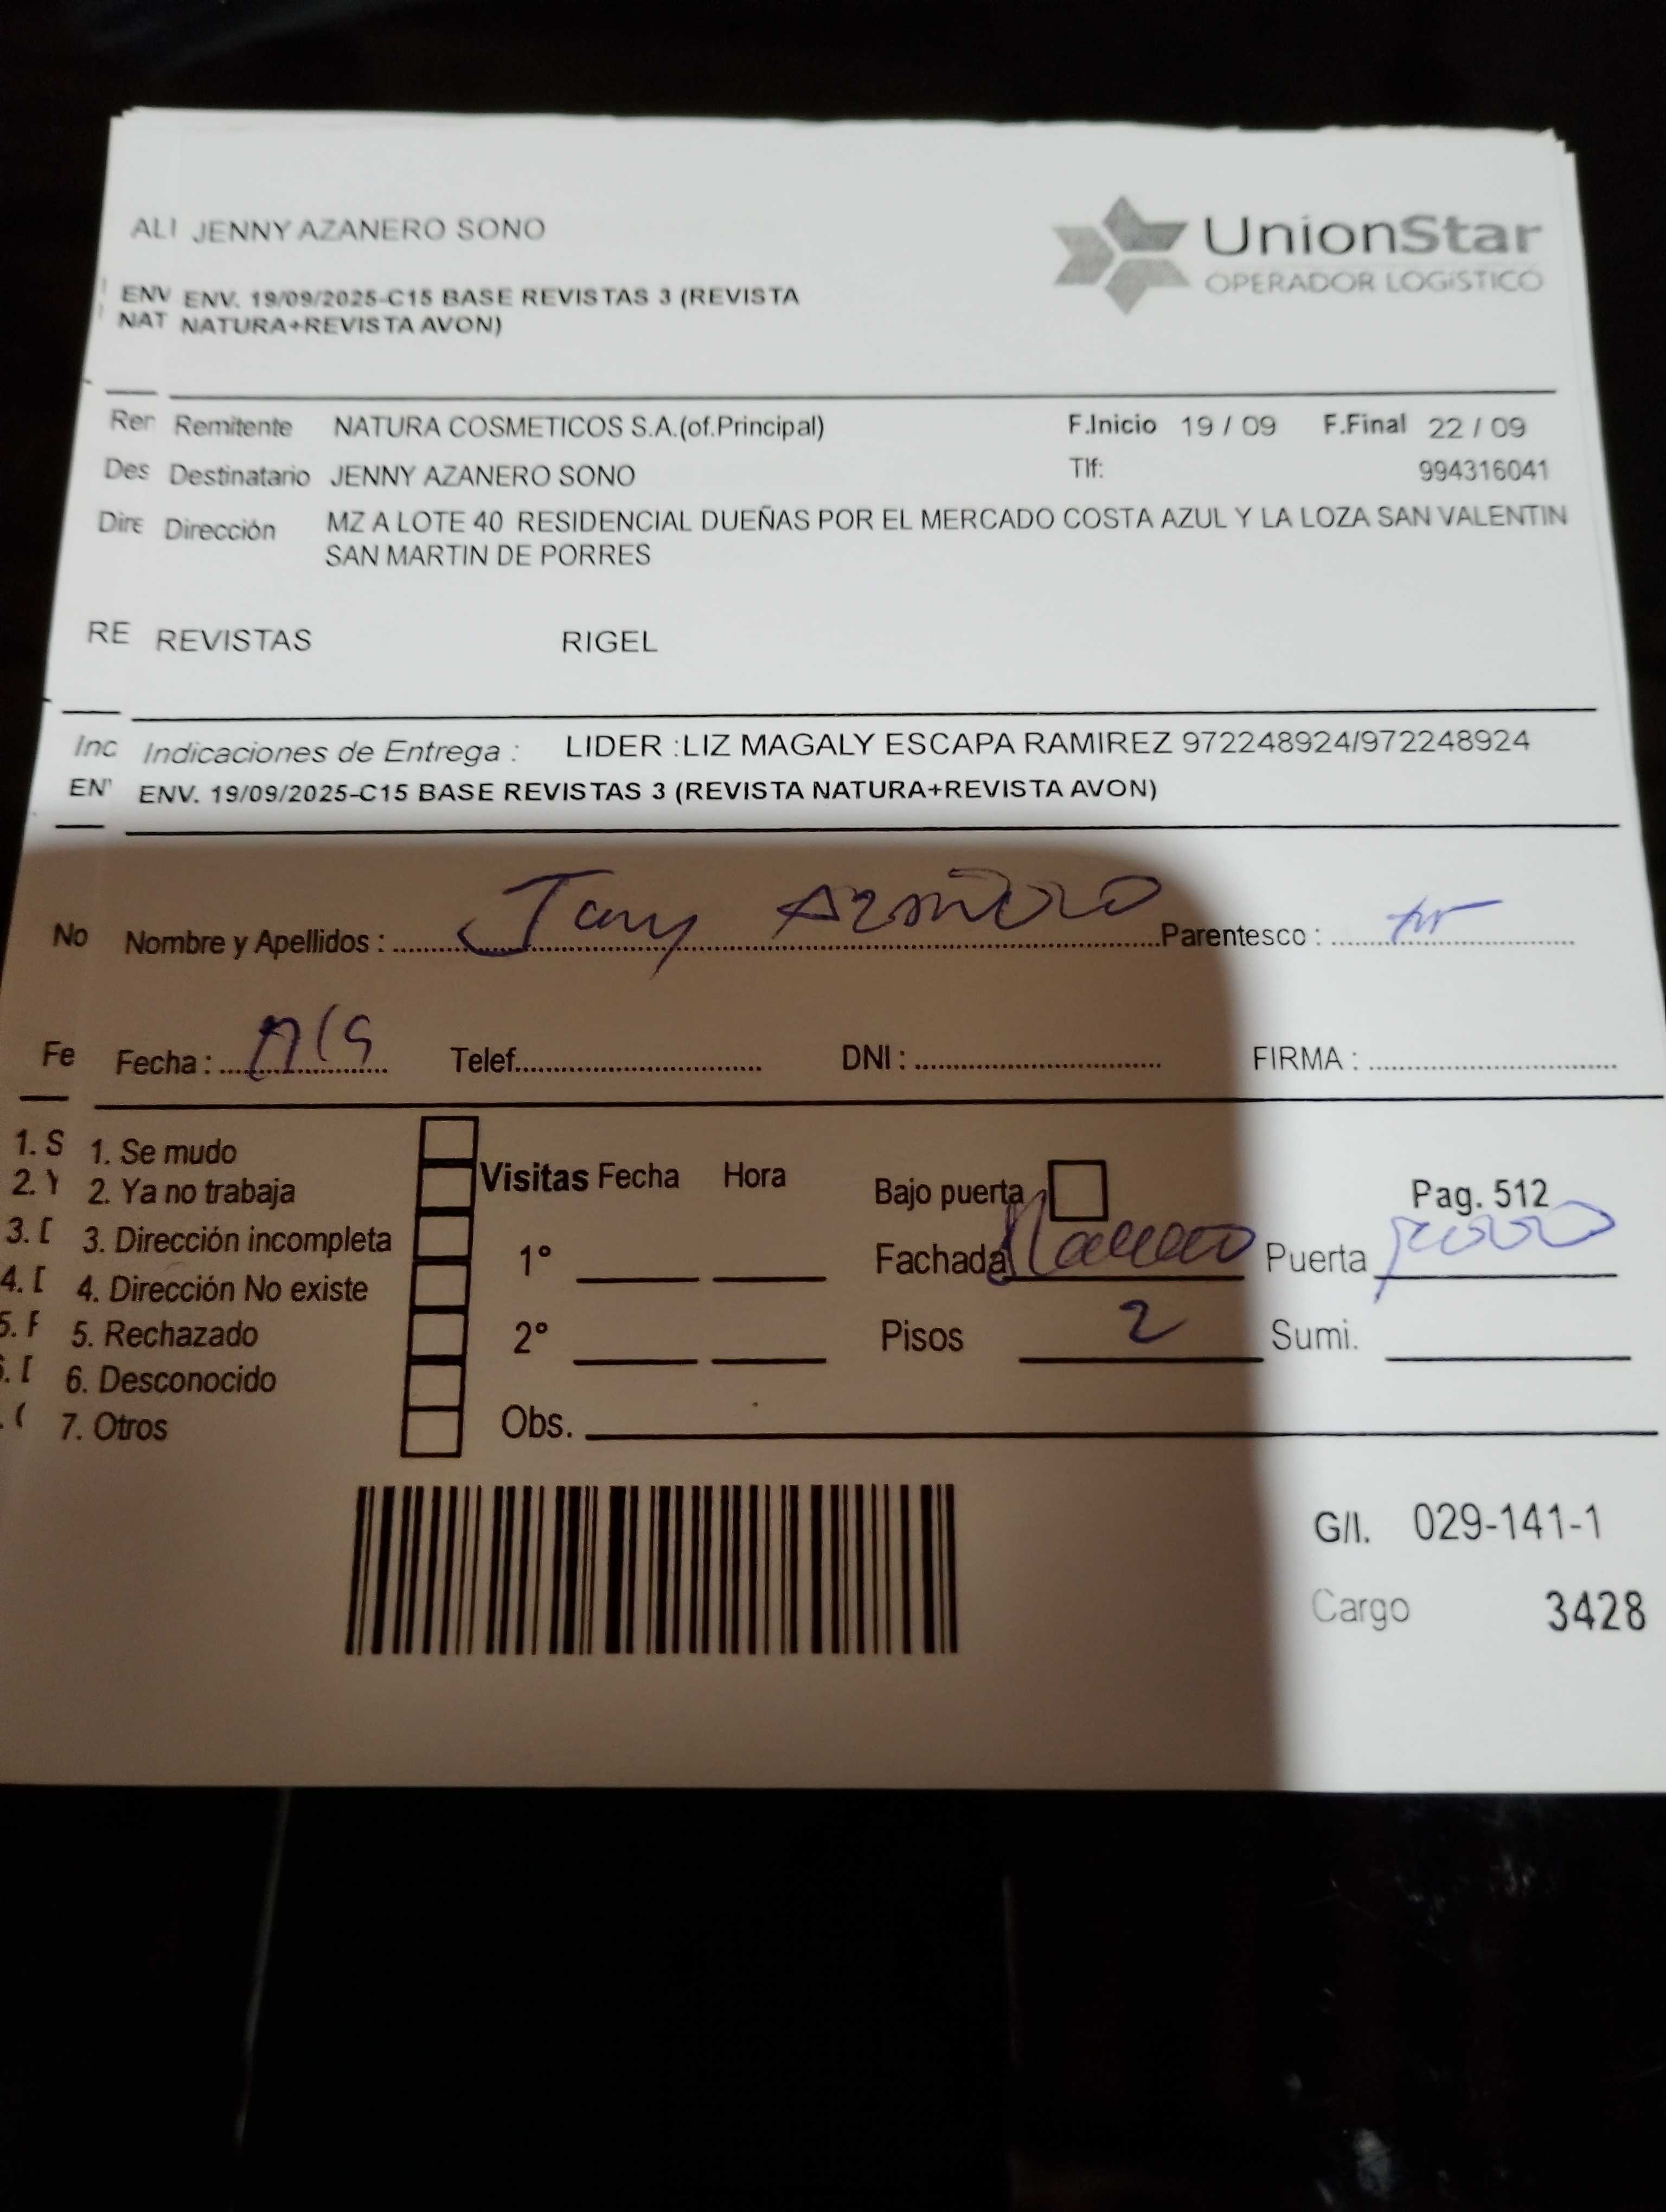 ALI JENNY AZANERO SONO
UnionStar
OPERADOR LOGÍSTICO
ENV ENV. 19/09/2025-C15 BASE REVISTAS 3 (REVISTA
NAT NATURA+REVISTA AVON)
Rer Remitente NATURA COSMETICOS S.A.(of.Principal) F.Inicio 19 / 09 F.Final 22 / 09
Des Destinatario JENNY AZANERO SONO Tlf: 994316041
Dire Dirección MZ A LOTE 40 RESIDENCIAL DUEÑAS POR EL MERCADO COSTA AZUL Y LA LOZA SAN VALENTIN
SAN MARTIN DE PORRES
RE REVISTAS RIGEL
Inc Indicaciones de Entrega : LIDER :LIZ MAGALY ESCAPA RAMIREZ 972248924/972248924
EN' ENV. 19/09/2025-C15 BASE REVISTAS 3 (REVISTA NATURA+REVISTA AVON)
No Nombre y Apellidos : Parentesco :
Fe Fecha : Telef. DNI : FIRMA :
1. S 1. Se mudo
2. Y 2. Ya no trabaja
3. D 3. Dirección incompleta
4. D 4. Dirección No existe
5. F 5. Rechazado
6. D 6. Desconocido
7. Otros
Visitas Fecha Hora
1°
2°
Obs.
Bajo puerta Pag. 512
Fachada Puerta
Pisos 2 Sumi.
G/I. 029-141-1
Cargo 3428